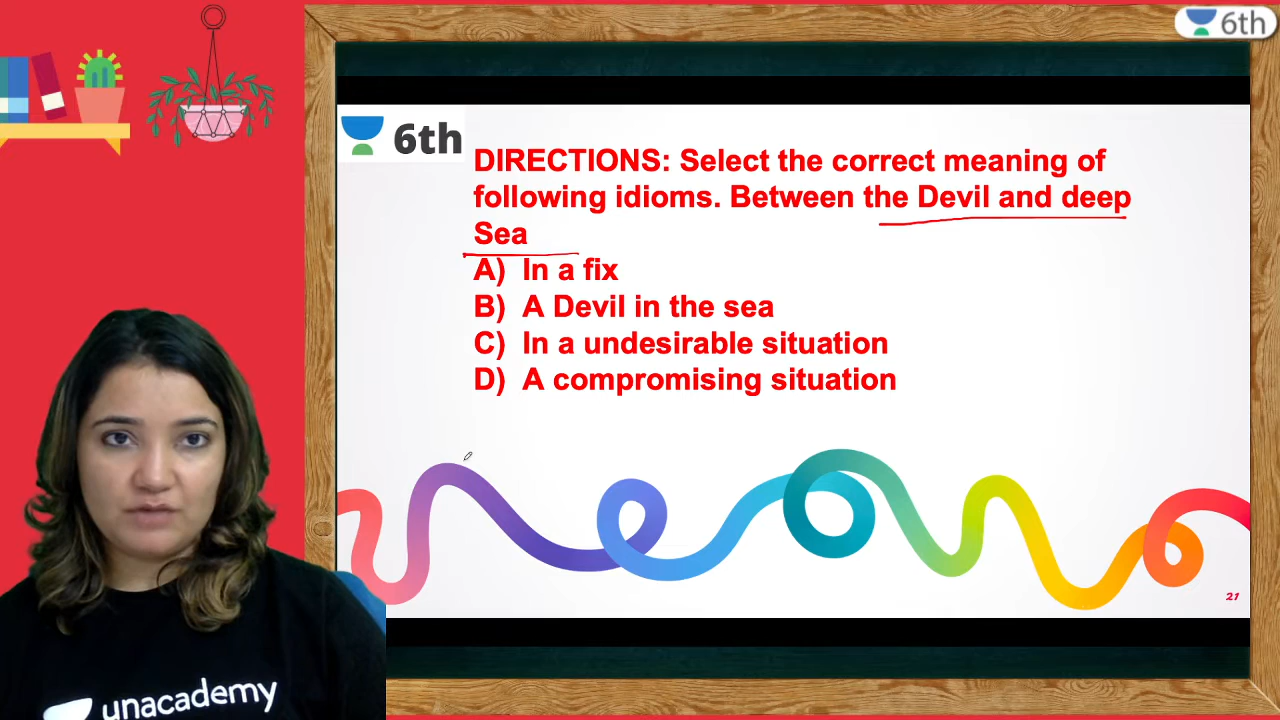 6th
6th
DIRECTIONS: Select the correct meaning of
following idioms. Between the Devil and deep
Sea
A) In a fix
B) A Devil in the sea
C) In a undesirable situation
D) A compromising situation
21
unacademy